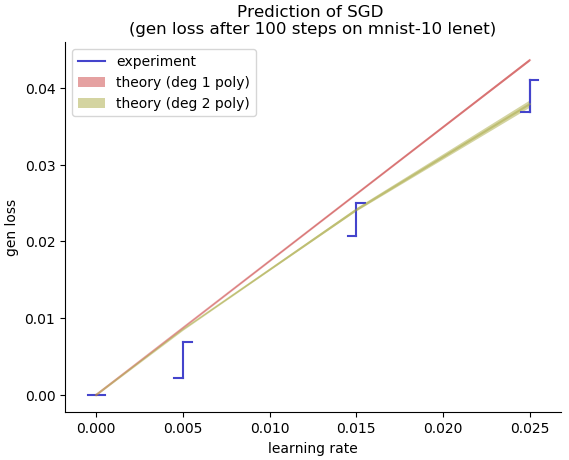 Prediction of SGD
(gen loss after 100 steps on mnist-10 lenet)
experiment
theory (deg 1 poly)
theory (deg 2 poly)
gen loss
0.04
0.03
0.02
0.01
0.00
0.000 0.005 0.010 0.015 0.020 0.025
learning rate